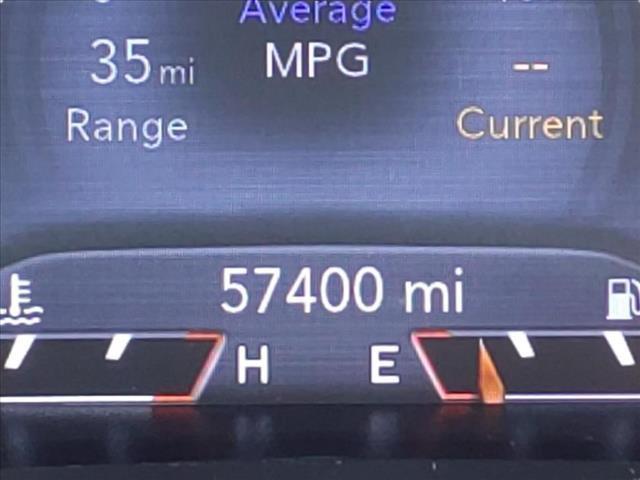 Average
35 mi
MPG
--
Range
Current
57400 mi
H
E